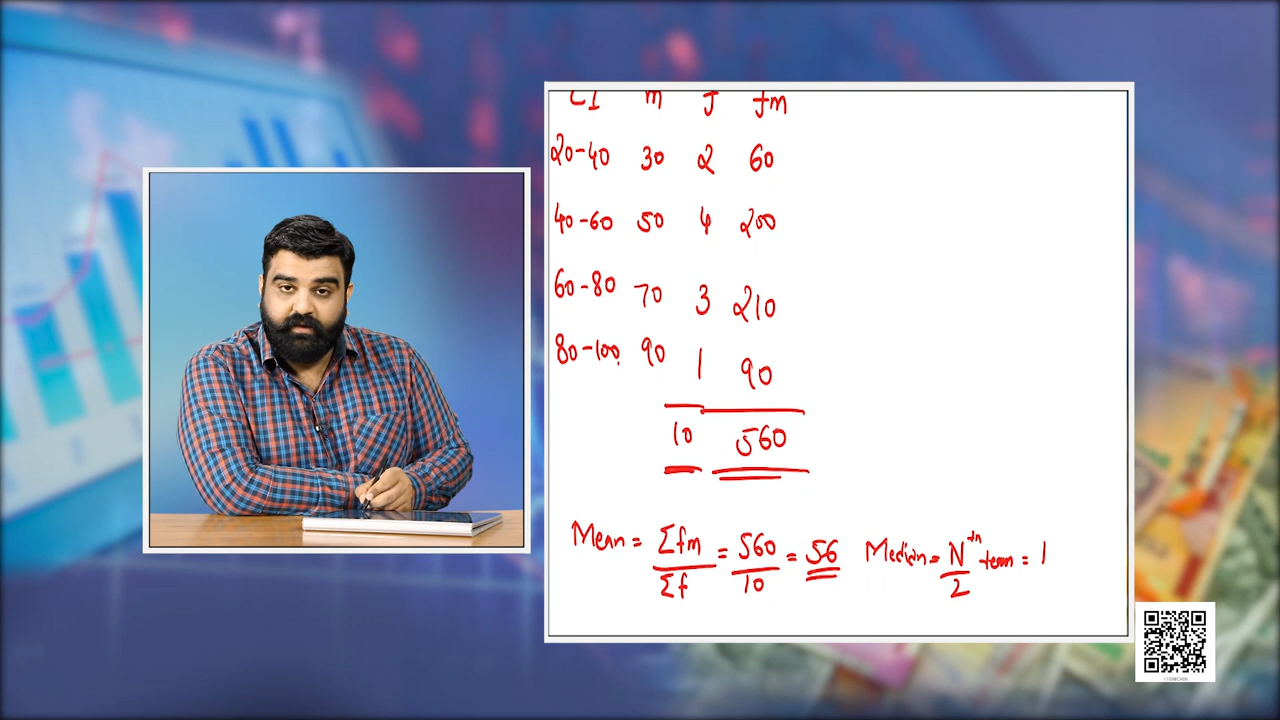 CI m f fm
20-40 30 2 60
40-60 50 4 200
60-80 70 3 210
80-100 90 1 90
10 560
Mean = Σfm/Σf = 560/10 = 56 Median = N/2 th term = 1